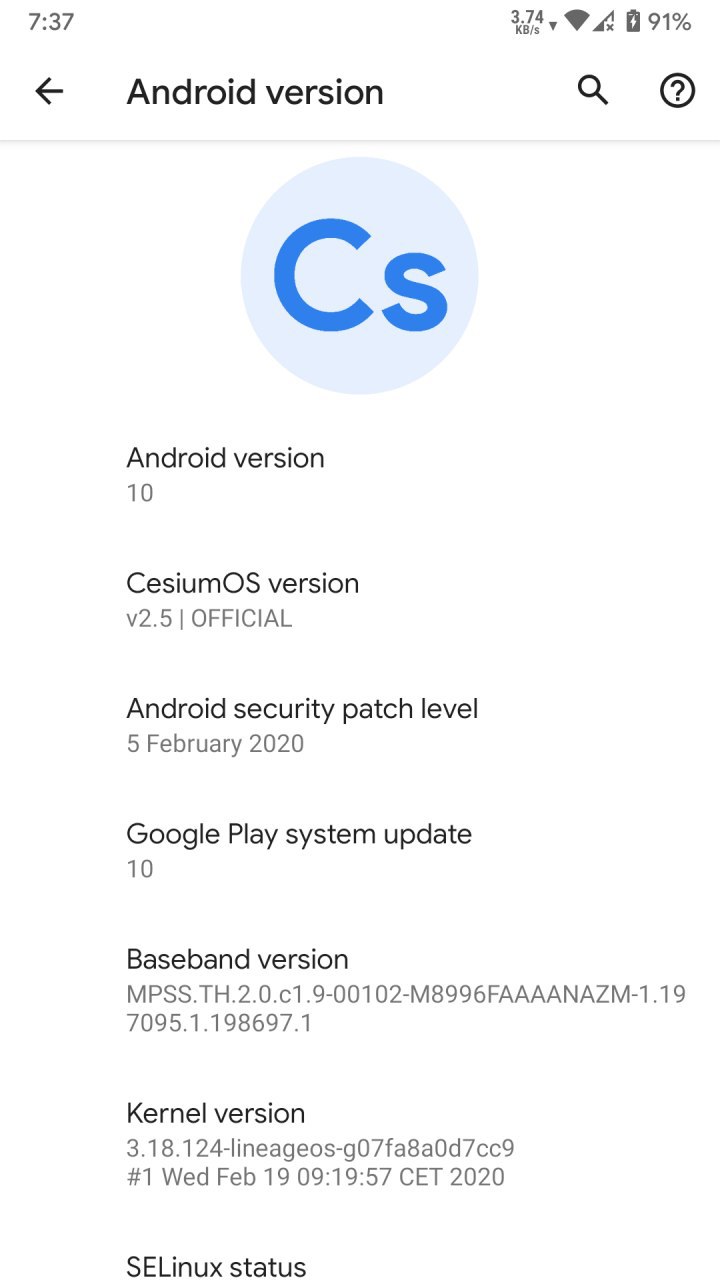 7:37
3.74
KB/s
91%
Android version
Cs
Android version
10
CesiumOS version
v2.5 | OFFICIAL
Android security patch level
5 February 2020
Google Play system update
10
Baseband version
MPSS.TH.2.0.c1.9-00102-M8996FAAAANAZM-1.19
7095.1.198697.1
Kernel version
3.18.124-lineageos-g07fa8a0d7cc9
#1 Wed Feb 19 09:19:57 CET 2020
SELinux status